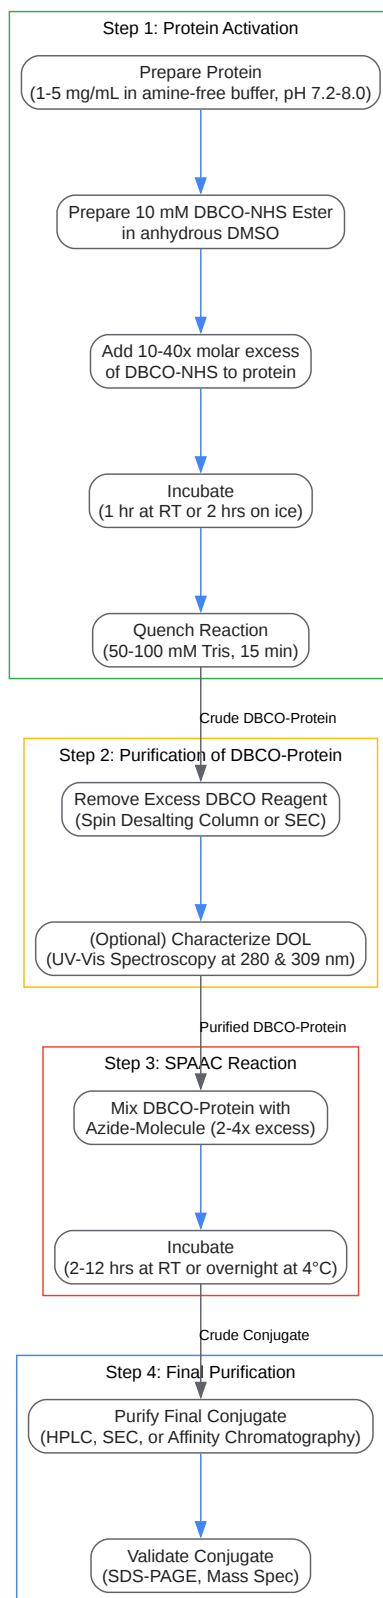 Step 1: Protein Activation
Prepare Protein
(1-5 mg/mL in amine-free buffer, pH 7.2-8.0)
Prepare 10 mM DBCO-NHS Ester
in anhydrous DMSO
Add 10-40x molar excess
of DBCO-NHS to protein
Incubate
(1 hr at RT or 2 hrs on ice)
Quench Reaction
(50-100 mM Tris, 15 min)
Crude DBCO-Protein
Step 2: Purification of DBCO-Protein
Remove Excess DBCO Reagent
(Spin Desalting Column or SEC)
(Optional) Characterize DOL
(UV-Vis Spectroscopy at 280 & 309 nm)
Purified DBCO-Protein
Step 3: SPAAC Reaction
Mix DBCO-Protein with
Azide-Molecule (2-4x excess)
Incubate
(2-12 hrs at RT or overnight at 4°C)
Crude Conjugate
Step 4: Final Purification
Purify Final Conjugate
(HPLC, SEC, or Affinity Chromatography)
Validate Conjugate
(SDS-PAGE, Mass Spec)